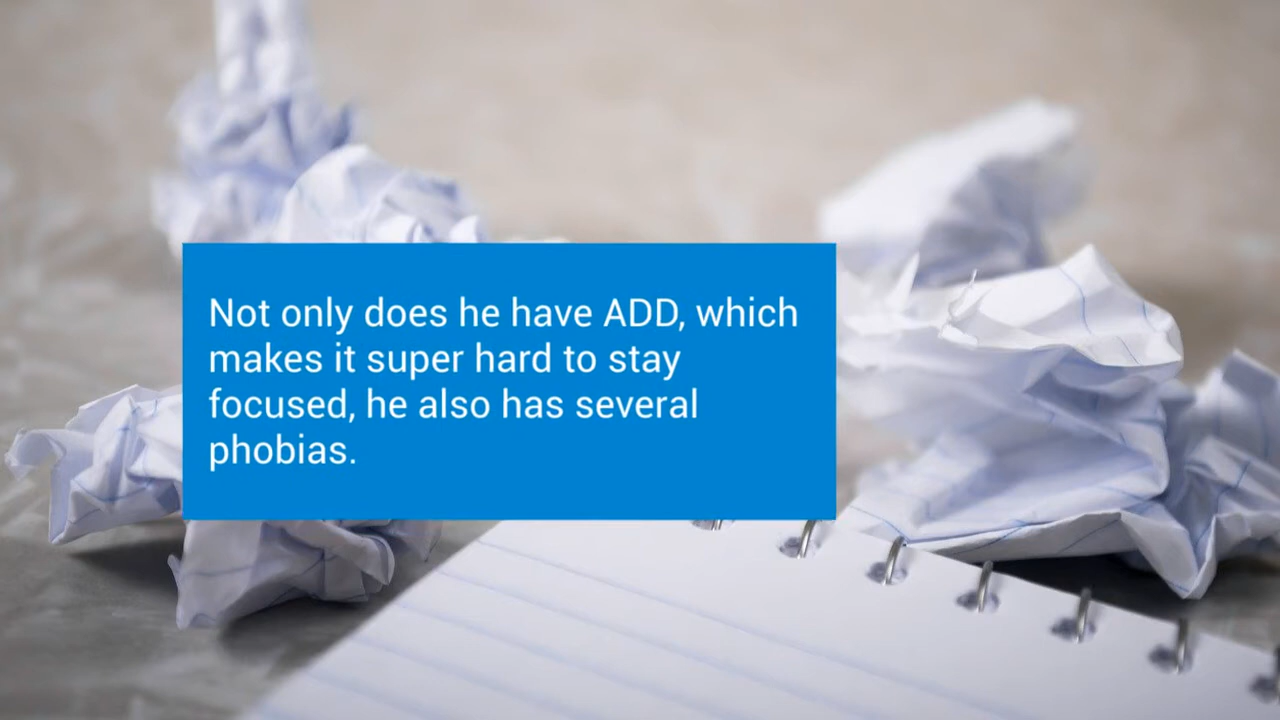 Not only does he have ADD, which
makes it super hard to stay
focused, he also has several
phobias.